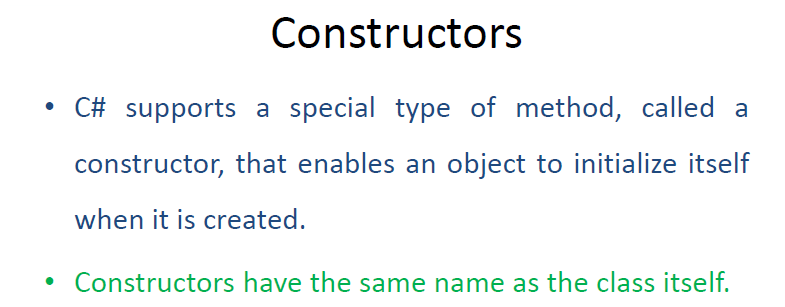 Constructors
• C# supports a special type of method, called a
constructor, that enables an object to initialize itself
when it is created.
• Constructors have the same name as the class itself.